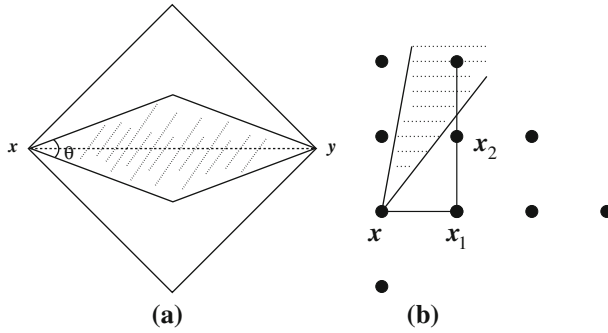 x θ y
x₂
x x₁
(a) (b)